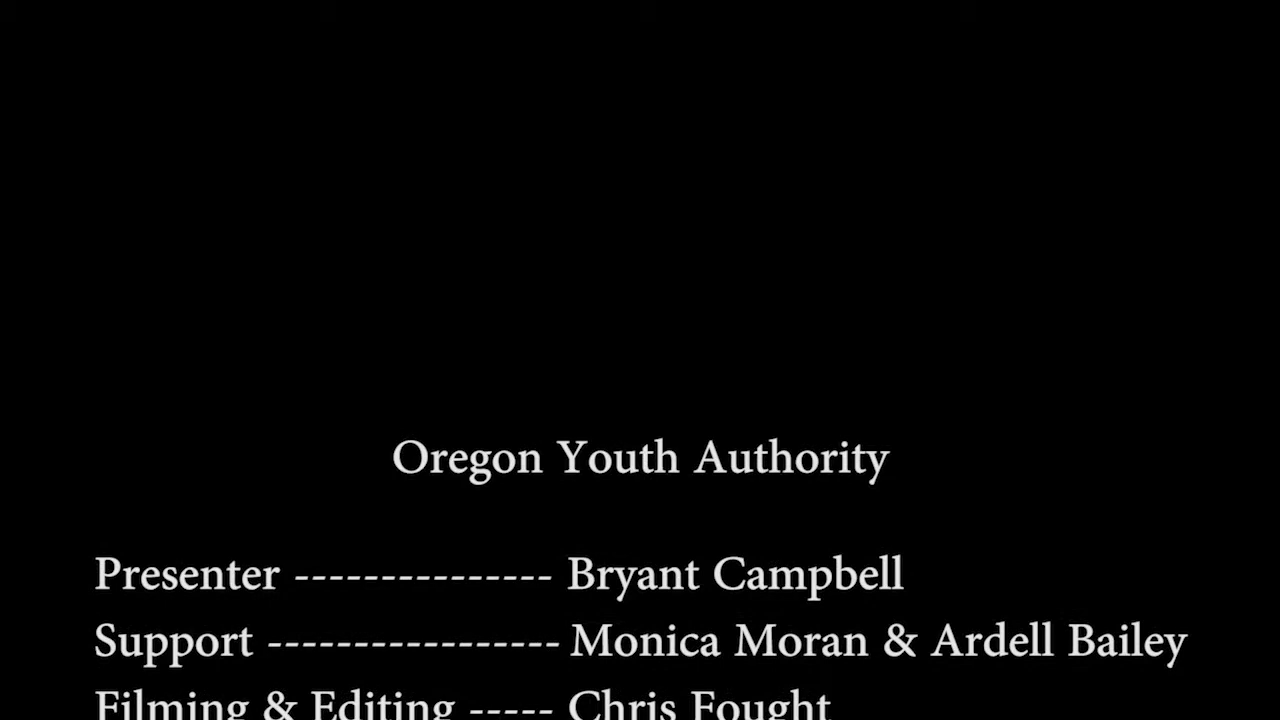 Oregon Youth Authority
Presenter --------------- Bryant Campbell
Support ----------------- Monica Moran & Ardell Bailey
Filming & Editing ----- Chris Fought